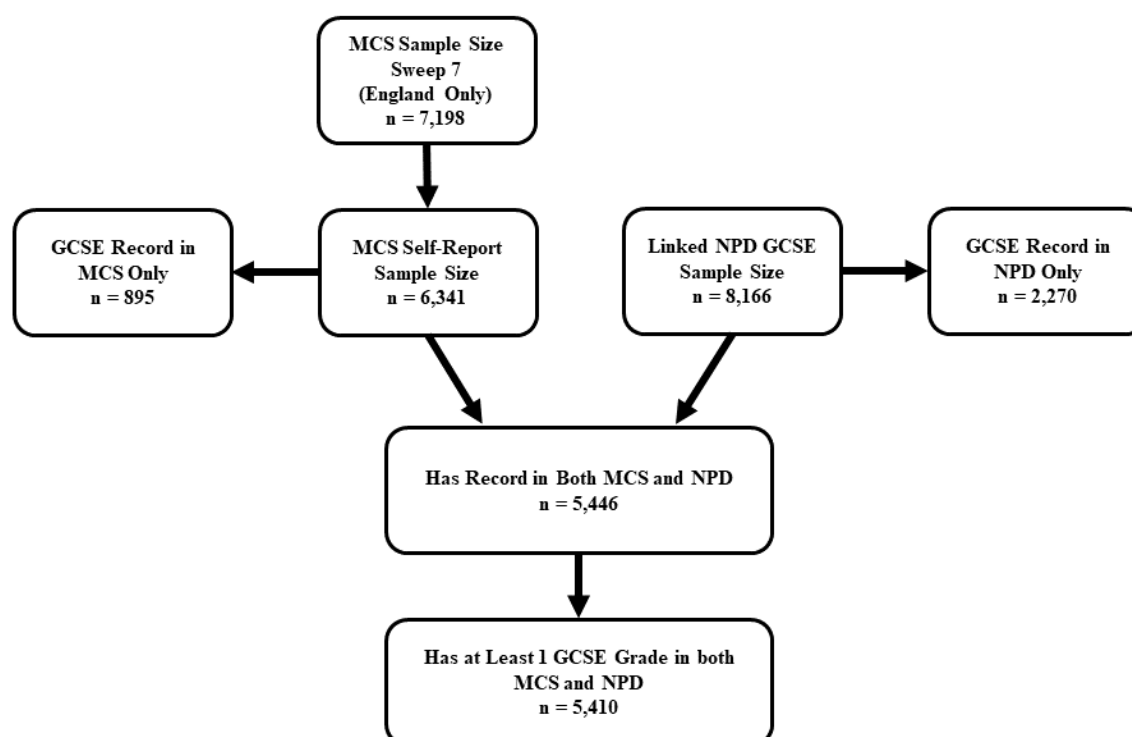 MCS Sample Size
Sweep 7
(England Only)
n = 7,198
GCSE Record in
MCS Only
n = 895
MCS Self-Report
Sample Size
n = 6,341
Linked NPD GCSE
Sample Size
n = 8,166
GCSE Record in
NPD Only
n = 2,270
Has Record in Both MCS and NPD
n = 5,446
Has at Least 1 GCSE Grade in both
MCS and NPD
n = 5,410